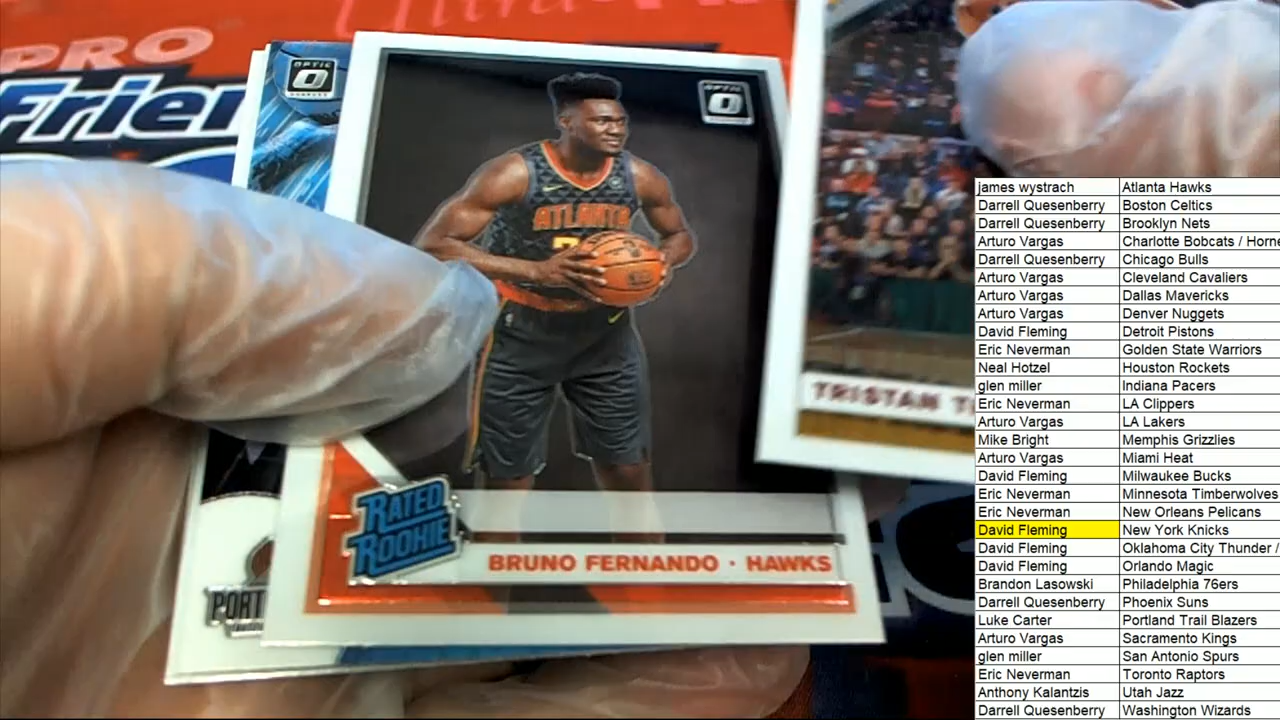 PRO
Frien
OPTIC
OPTIC
ATLANTA
RATED
ROOKIE
BRUNO FERNANDO · HAWKS
TRISTAN
PORT
james wystrach Atlanta Hawks
Darrell Quesenberry Boston Celtics
Darrell Quesenberry Brooklyn Nets
Arturo Vargas Charlotte Bobcats / Horne
Darrell Quesenberry Chicago Bulls
Arturo Vargas Cleveland Cavaliers
Arturo Vargas Dallas Mavericks
Arturo Vargas Denver Nuggets
David Fleming Detroit Pistons
Eric Neverman Golden State Warriors
Neal Hotzel Houston Rockets
glen miller Indiana Pacers
Eric Neverman LA Clippers
Arturo Vargas LA Lakers
Mike Bright Memphis Grizzlies
Arturo Vargas Miami Heat
David Fleming Milwaukee Bucks
Eric Neverman Minnesota Timberwolves
Eric Neverman New Orleans Pelicans
David Fleming New York Knicks
David Fleming Oklahoma City Thunder /
David Fleming Orlando Magic
Brandon Lasowski Philadelphia 76ers
Darrell Quesenberry Phoenix Suns
Luke Carter Portland Trail Blazers
Arturo Vargas Sacramento Kings
glen miller San Antonio Spurs
Eric Neverman Toronto Raptors
Anthony Kalantzis Utah Jazz
Darrell Quesenberry Washington Wizards